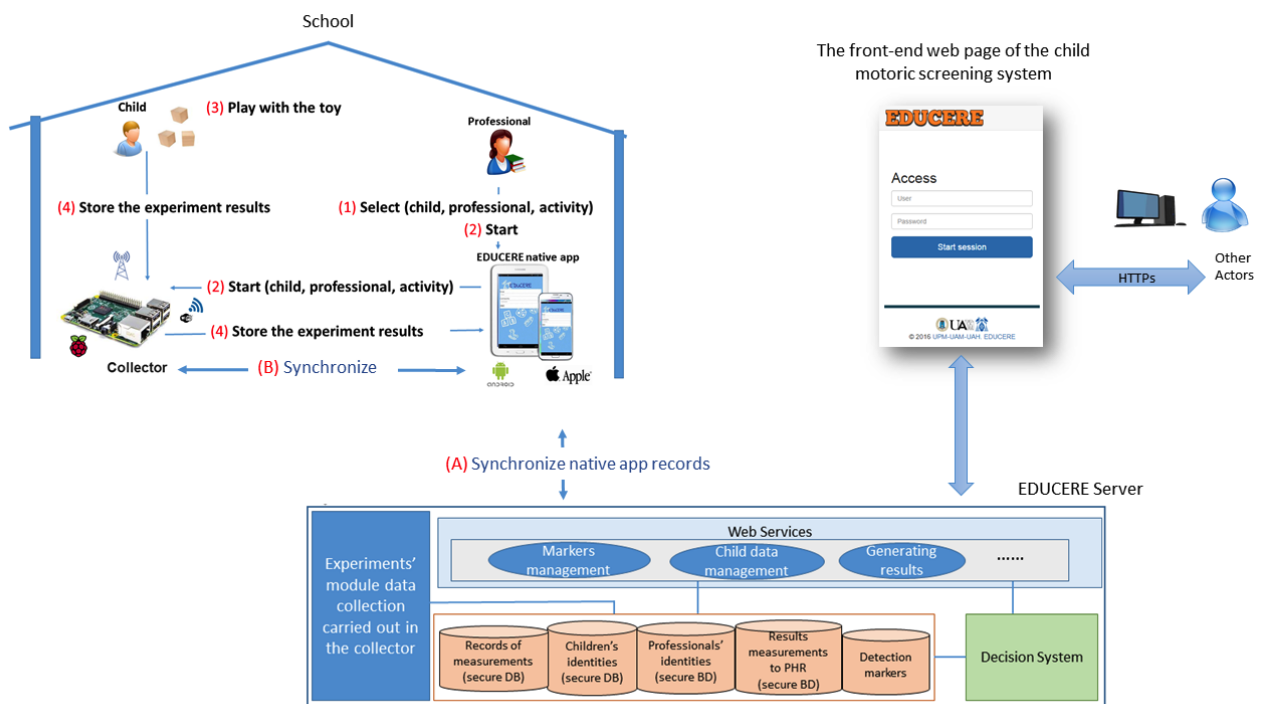 School
The front-end web page of the child
motoric screening system
Child
(3) Play with the toy
Professional
(4) Store the experiment results
(1) Select (child, professional, activity)
(2) Start
EDUCERE native app
(2) Start (child, professional, activity)
(4) Store the experiment results
Collector
(B) Synchronize
ANDROID
Apple
EDUCERE
Access
User
Password
Start session
UA
© 2016 UPM-UAM-UAH. EDUCERE
HTTPs
Other
Actors
(A) Synchronize native app records
EDUCERE Server
Experiments'
module data
collection
carried out in
the collector
Web Services
Markers
management
Child data
management
Generating
results
......
Records of
measurements
(secure DB)
Children's
identities
(secure DB)
Professionals'
identities
(secure BD)
Results
measurements
to PHR
(secure BD)
Detection
markers
Decision System